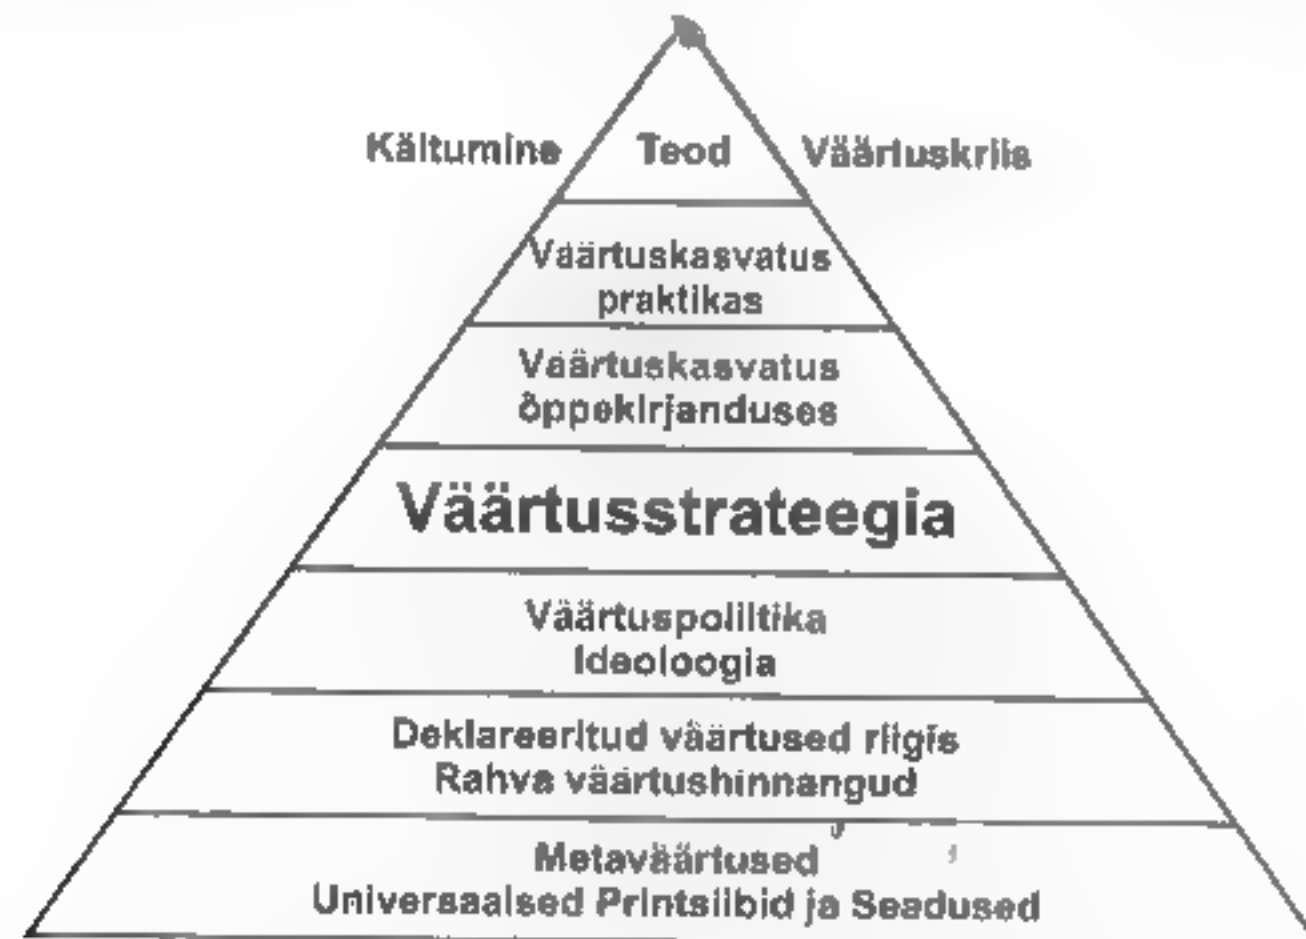 Käitumine Teod Väärtuskriis
Väärtuskasvatus
praktikas
Väärtuskasvatus
õppekirjanduses
Väärtusstrateegia
Väärtuspoliitika
Ideoloogia
Deklareeritud väärtused riigis
Rahva väärtushinnangud
Metaväärtused
Universaalsed Printsiibid ja Seadused